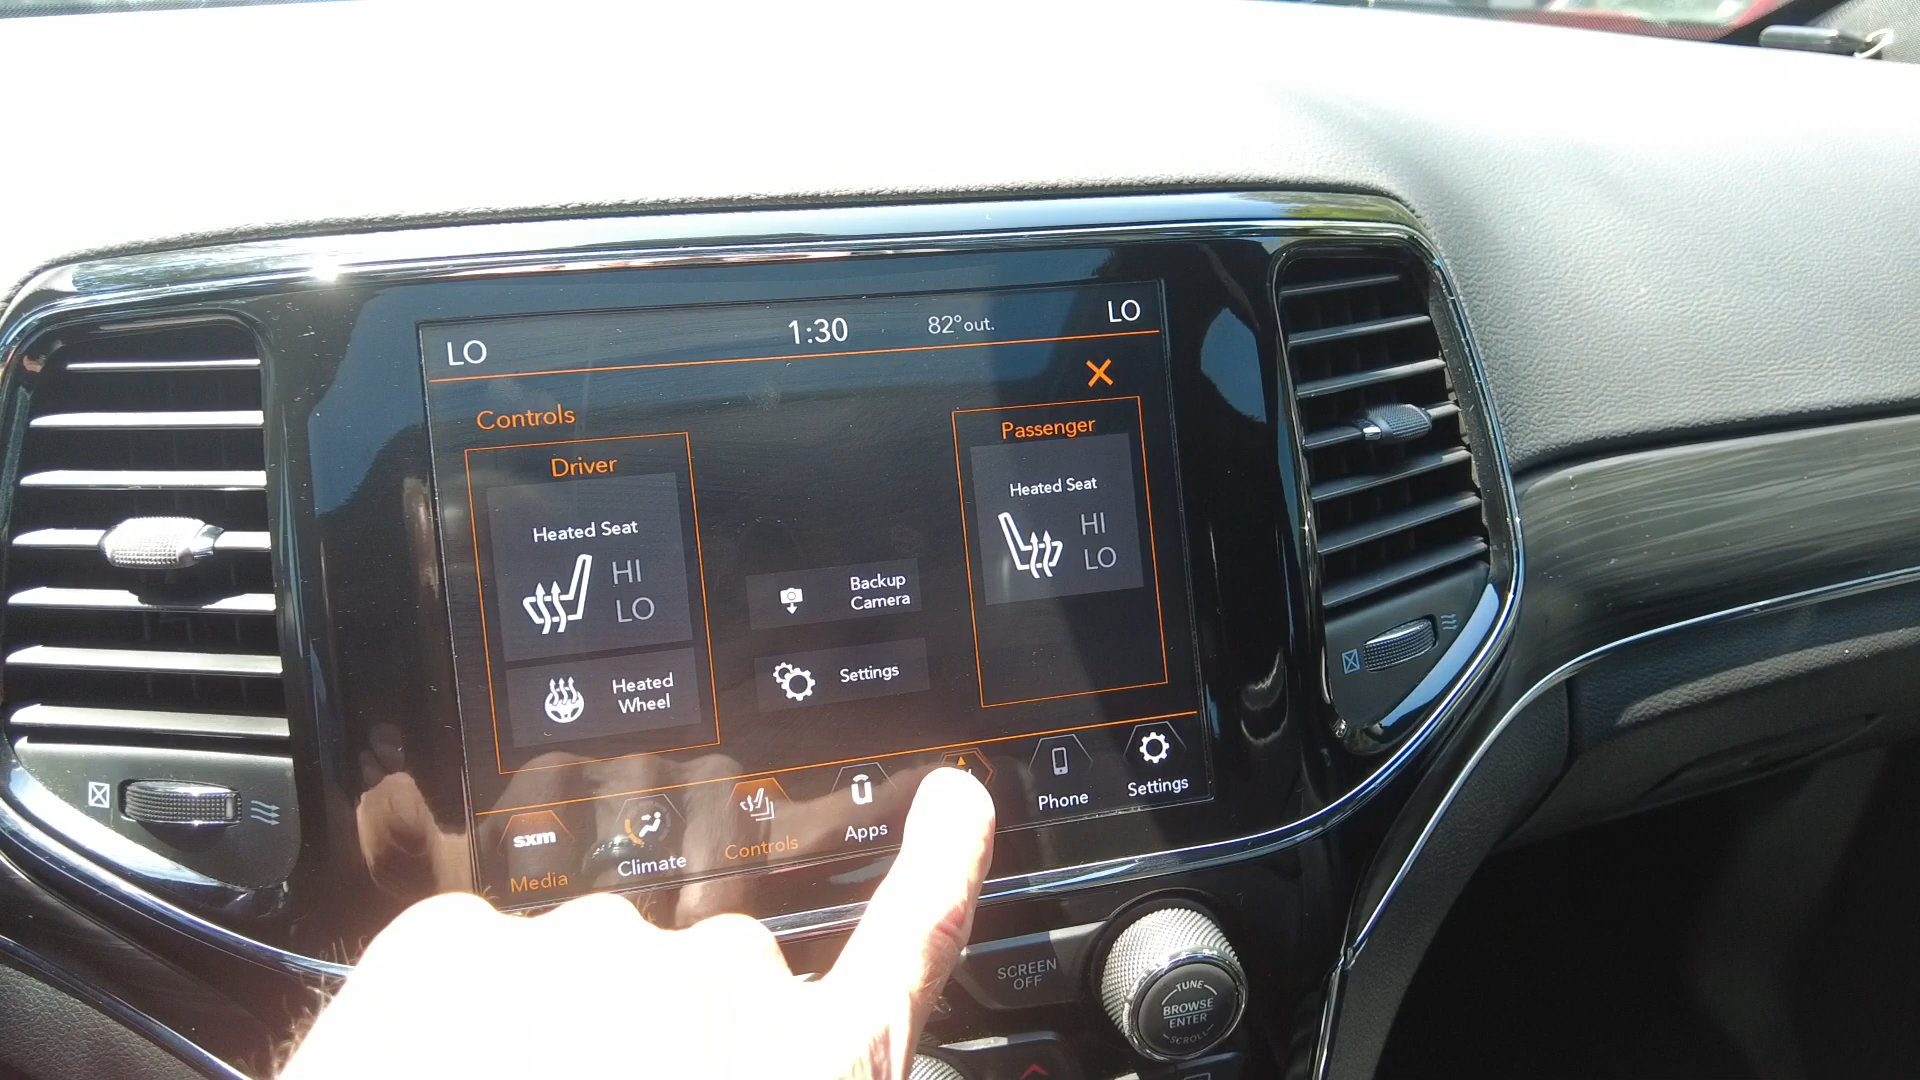 LO
1:30
82°out.
LO
Controls
Driver
Heated Seat
HI
LO
Heated
Wheel
Backup
Camera
Settings
Passenger
Heated Seat
HI
LO
sxm
Media
Climate
Controls
Apps
Phone
Settings
SCREEN
OFF
TUNE
BROWSE
ENTER
SCROLL